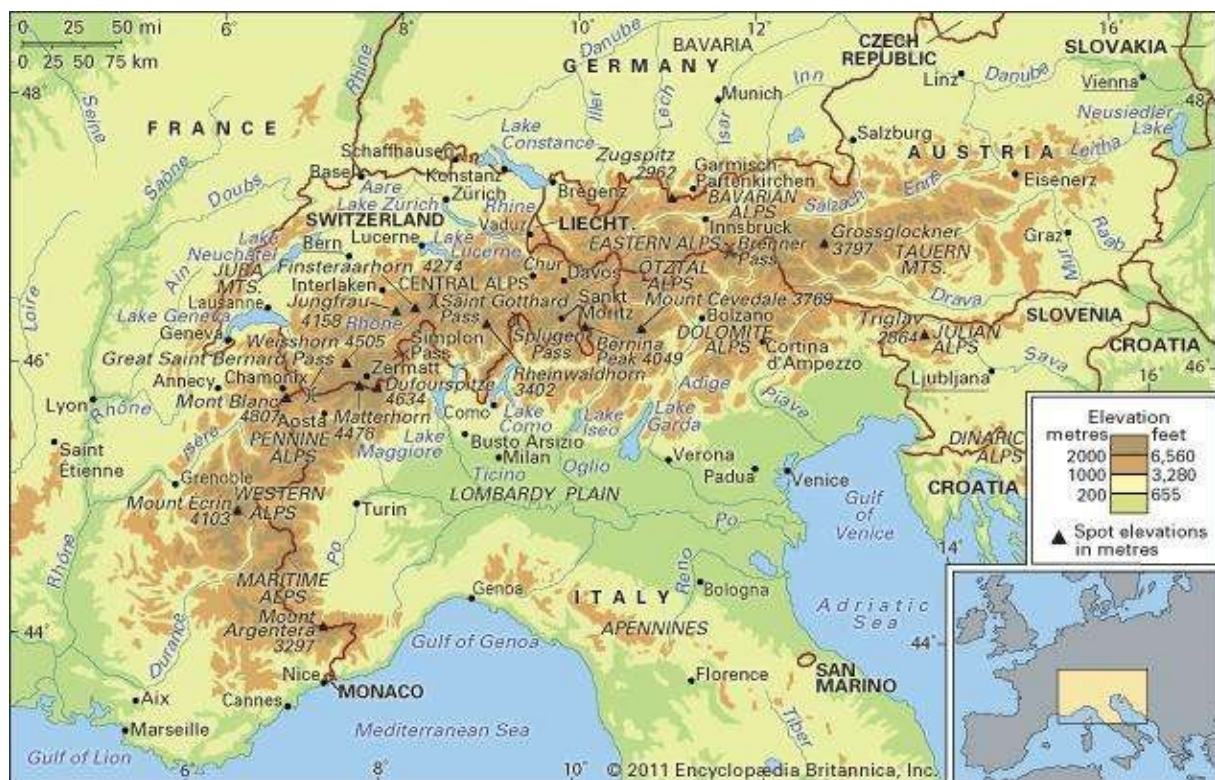 0 25 50 mi
0 25 50 75 km
6
8
10
12
16
48
48
46
46
44
44
14
16
6
8
10
FRANCE
GERMANY
BAVARIA
CZECH
REPUBLIC
SLOVAKIA
Seine
Saône
Doubs
Rhine
Danube
Iller
Lech
Isar
Inn
Munich
Linz
Danuba
Vienna
Neusiedler
Lake
Leitha
Salzburg
AUSTRIA
Eisenerz
Enns
Salzach
Schaffhausen
Basel
Konstanz
Lake
Constance
Zürich
Aare
Lake Zürich
Rhine
Bregenz
Zugspitz
2962
Garmisch-
Partenkirchen
BAVARIAN
ALPS
SWITZERLAND
Vaduz
LIECHT.
Innsbruck
EASTERN ALPS
Brenner
Pass
Grossglockner
3797
TAUERN
MTS.
Graz
Mur
Raab
Lake
Neuchâtel
Bern
Lucerne
Lake
Lucerne
Ain
JURA
MTS.
Finsteraarhorn
4274
Interlaken
CENTRAL ALPS
Chur
Davos
OTZTAL
ALPS
Drava
Jungfrau
4158
Saint Gotthard
Pass
Sankt
Moritz
Mount Cevedale 3769
Bolzano
Triglav
2864
JULIAN
ALPS
SLOVENIA
CROATIA
Lausanne
Lake Geneva
Geneva
Rhône
Weisshorn 4505
Simplon
Pass
Splügen
Pass
Bernina
Peak 4049
DOLOMITE
ALPS
Cortina
d'Ampezzo
Great Saint Bernard Pass
Zermatt
Rheinwaldhorn
3402
Ljubljana
Sava
Loire
Annecy
Chamonix
Dufourspitze
4634
Adige
Piave
Lyon
Rhône
Mont Blanc
4807
Aosta
Matterhorn
4476
Como
Lake
Como
Lake
Iseo
Lake
Garda
Saint
Étienne
Isère
PENNINE
ALPS
Lake
Maggiore
Busto Arsizio
Milan
Ticino
Oglio
Verona
Padua
Venice
Gulf
of
Venice
DINARIC
ALPS
CROATIA
Grenoble
Mount Ecrin
4103
WESTERN
ALPS
Turin
LOMBARDY PLAIN
Po
Po
Rhône
MARITIME
ALPS
Genoa
ITALY
Reno
Bologna
Mount
Argentera
3297
Durance
Gulf of Genoa
APENNINES
Adriatic
Sea
Nice
MONACO
Florence
SAN
MARINO
Aix
Cannes
Marseille
Mediterranean Sea
Tiber
Gulf of Lion
Elevation
metres feet
2000 6,560
1000 3,280
200 655
Spot elevations
in metres
© 2011 Encyclopædia Britannica, Inc.